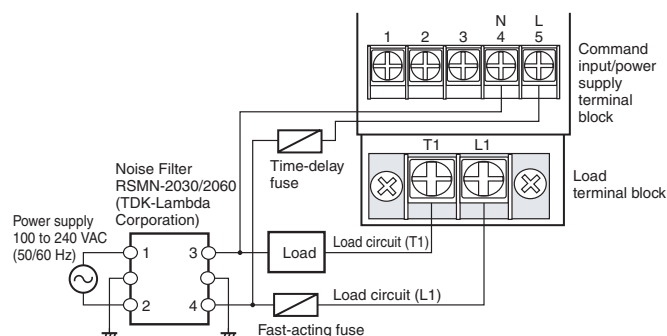 N L
1 2 3 4 5
Command
input/power
supply
terminal
block
T1 L1
Time-delay
fuse
Load
terminal block
Noise Filter
RSMN-2030/2060
(TDK-Lambda
Corporation)
Power supply
100 to 240 VAC
(50/60 Hz)
1 3
Load
Load circuit (T1)
2 4
Load circuit (L1)
Fast-acting fuse